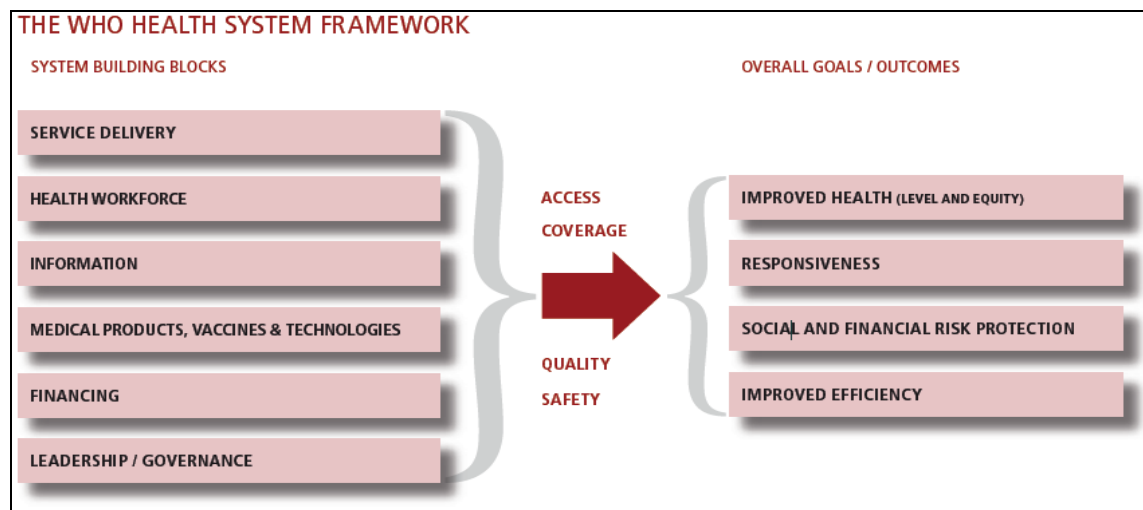 THE WHO HEALTH SYSTEM FRAMEWORK
SYSTEM BUILDING BLOCKS
SERVICE DELIVERY
HEALTH WORKFORCE
INFORMATION
MEDICAL PRODUCTS, VACCINES & TECHNOLOGIES
FINANCING
LEADERSHIP / GOVERNANCE
ACCESS
COVERAGE
QUALITY
SAFETY
OVERALL GOALS / OUTCOMES
IMPROVED HEALTH (LEVEL AND EQUITY)
RESPONSIVENESS
SOCIAL AND FINANCIAL RISK PROTECTION
IMPROVED EFFICIENCY